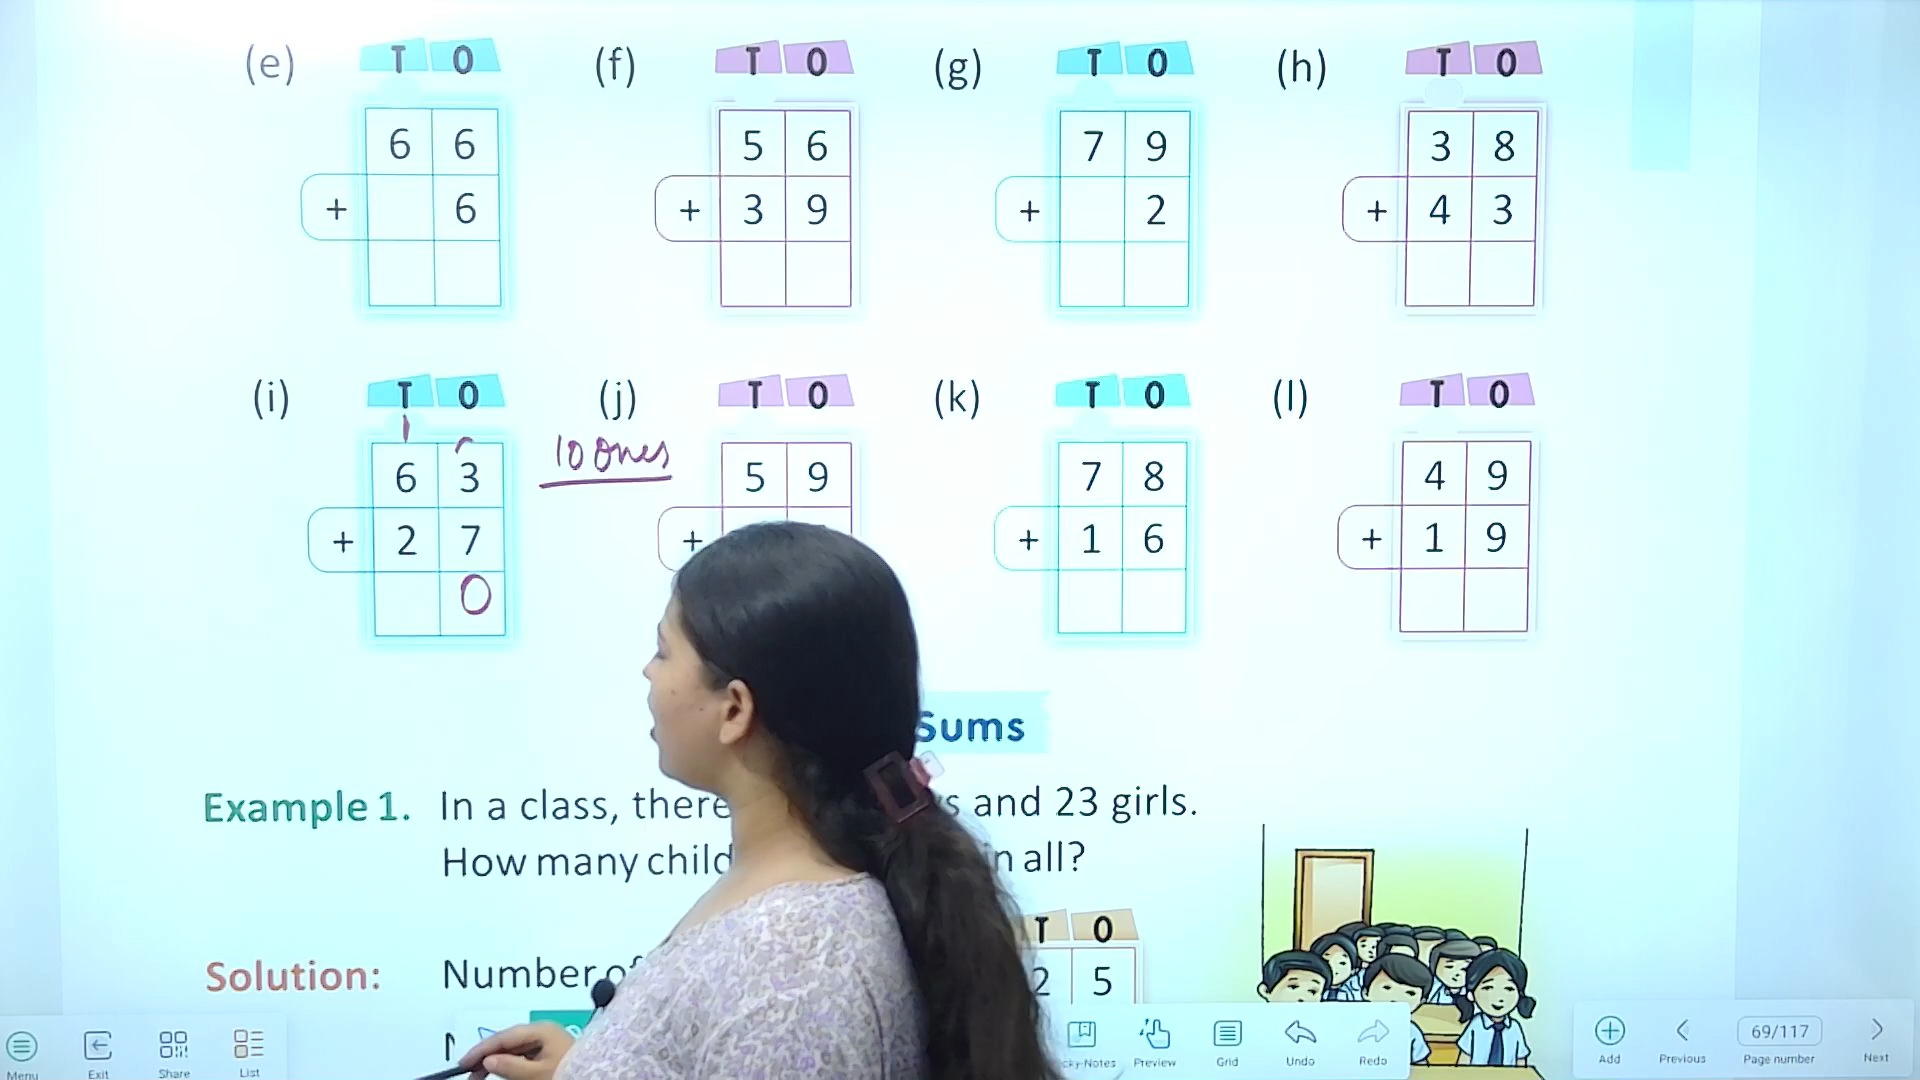 (e) T O (f) T O (g) T O (h) T O
6 6 5 6 7 9 3 8
+ 6 + 3 9 + 2 + 4 3
(i) T O (j) T O (k) T O (l) T O
1
6 3 10 ones 5 9 7 8 4 9
+ 2 7 + + 1 6 + 1 9
0
Sums
Example 1. In a class, there and 23 girls.
How many in all?
T O
Solution: Number 2 5
Menu Exit Share List Preview Grid Undo Redo Add Previous 69/117 Page number Next